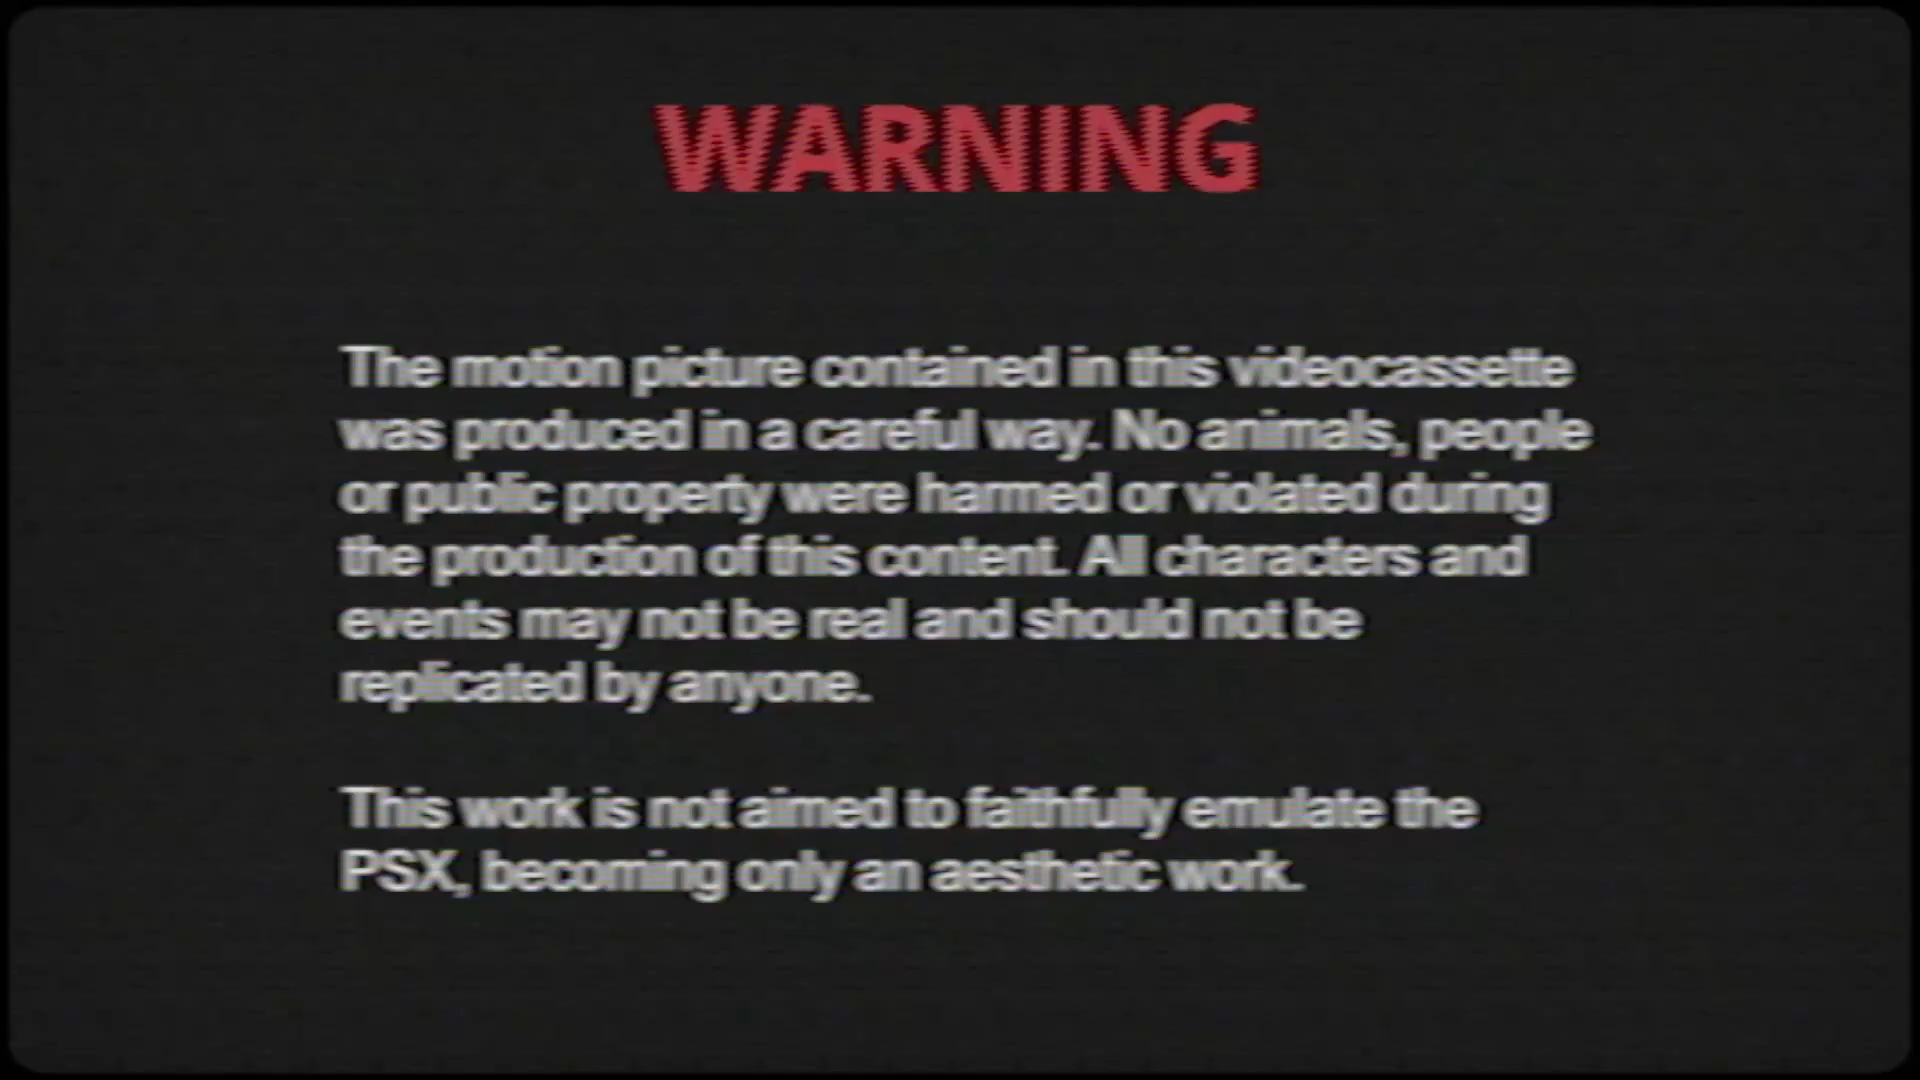 WARNING
The motion picture contained in this videocassette
was produced in a careful way. No animals, people
or public property were harmed or violated during
the production of this content. All characters and
events may not be real and should not be
replicated by anyone.
This work is not aimed to faithfully emulate the
PSX, becoming only an aesthetic work.